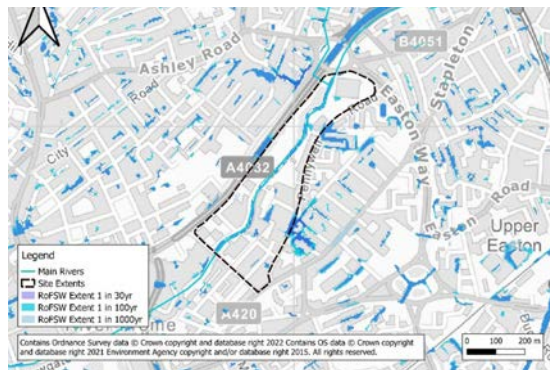 B4051
Ashley Road
Stapleton
Road
City
Road
Easton Way
A4032
Pennywell
Easton Road
Upper
Easton
Legend
Main Rivers
Site Extents
RoFSW Extent 1 in 30yr
RoFSW Extent 1 in 100yr
RoFSW Extent 1 in 1000yr
A420
Contains Ordnance Survey data © Crown copyright and database right 2022 Contains OS data © Crown copyright
and database right 2021 Environment Agency copyright and/or database right 2015. All rights reserved.
0 100 200 m